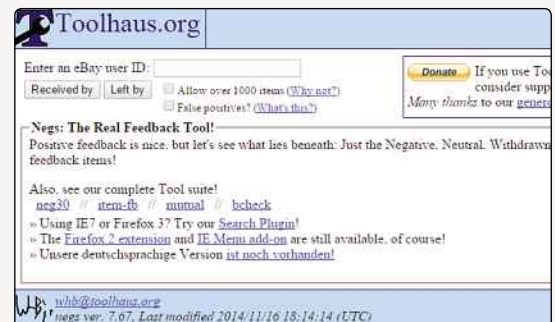 Toolhaus.org
Enter an eBay user ID:
Received by Left by Allow over 1000 items (Why not?)
False positives? (What's this?)
Donate If you use Too
consider supp
Many thanks to our gener
Negs: The Real Feedback Tool!
Positive feedback is nice, but let's see what lies beneath: Just the Negative, Neutral, Withdrawn
feedback items!
Also, see our complete Tool suite!
neg30 // item-fb // mutual // bcheck
» Using IE7 or Firefox 3? Try our Search Plugin!
» The Firefox 2 extension and IE Menu add-on are still available, of course!
» Unsere deutschsprachige Version ist noch vorhanden!
whb@toolhaus.org
negs ver. 7.67, Last modified 2014/11/16 18:14:14 (UTC)